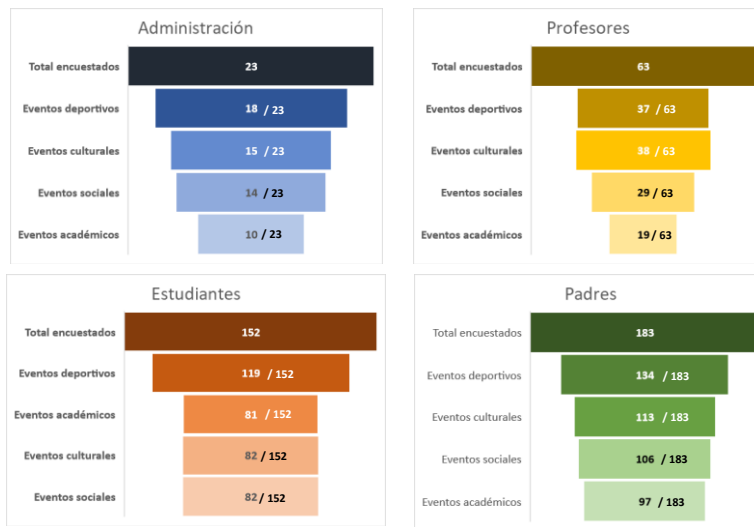 Administración
Total encuestados 23
Eventos deportivos 18 / 23
Eventos culturales 15 / 23
Eventos sociales 14 / 23
Eventos académicos 10 / 23
Profesores
Total encuestados 63
Eventos deportivos 37 / 63
Eventos culturales 38 / 63
Eventos sociales 29 / 63
Eventos académicos 19 / 63
Estudiantes
Total encuestados 152
Eventos deportivos 119 / 152
Eventos académicos 81 / 152
Eventos culturales 82 / 152
Eventos sociales 82 / 152
Padres
Total encuestados 183
Eventos deportivos 134 / 183
Eventos culturales 113 / 183
Eventos sociales 106 / 183
Eventos académicos 97 / 183